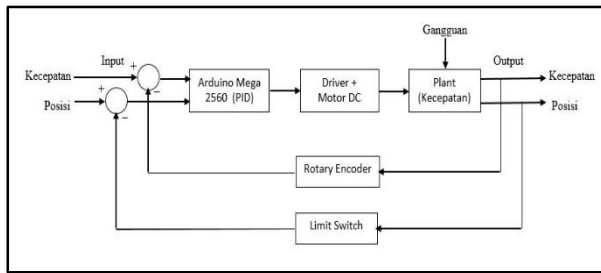 Gangguan
Kecepatan
Input
Output
Kecepatan
Posisi
Posisi
+
−
+
−
Arduino Mega
2560 (PID)
Driver +
Motor DC
Plant
(Kecepatan)
Rotary Encoder
Limit Switch